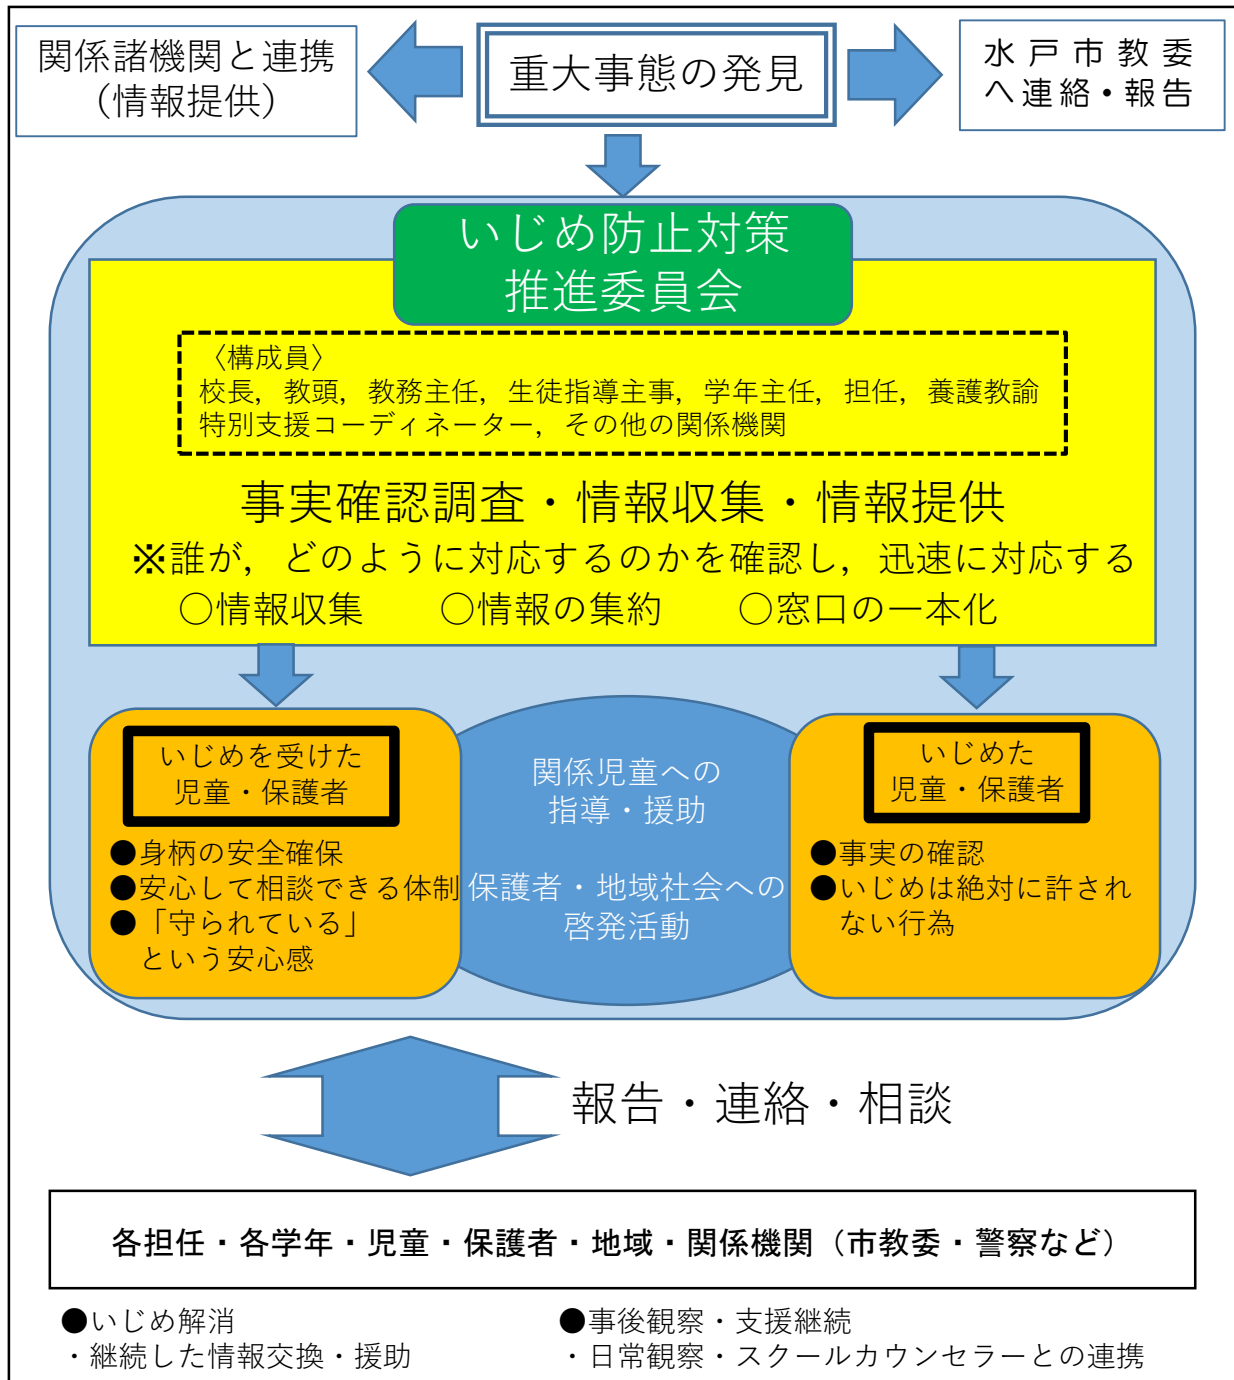 関係諸機関と連携
（情報提供）
重大事態の発見
水戸市教委
へ連絡・報告
いじめ防止対策
推進委員会
〈構成員〉
校長，教頭，教務主任，生徒指導主事，学年主任，担任，養護教諭
特別支援コーディネーター，その他の関係機関
事実確認調査・情報収集・情報提供
※誰が，どのように対応するのかを確認し，迅速に対応する
○情報収集　○情報の集約　○窓口の一本化
いじめを受けた
児童・保護者
●身柄の安全確保
●安心して相談できる体制
●「守られている」
という安心感
関係児童への
指導・援助
保護者・地域社会への
啓発活動
いじめた
児童・保護者
●事実の確認
●いじめは絶対に許され
ない行為
報告・連絡・相談
各担任・各学年・児童・保護者・地域・関係機関（市教委・警察など）
●いじめ解消
・継続した情報交換・援助
●事後観察・支援継続
・日常観察・スクールカウンセラーとの連携